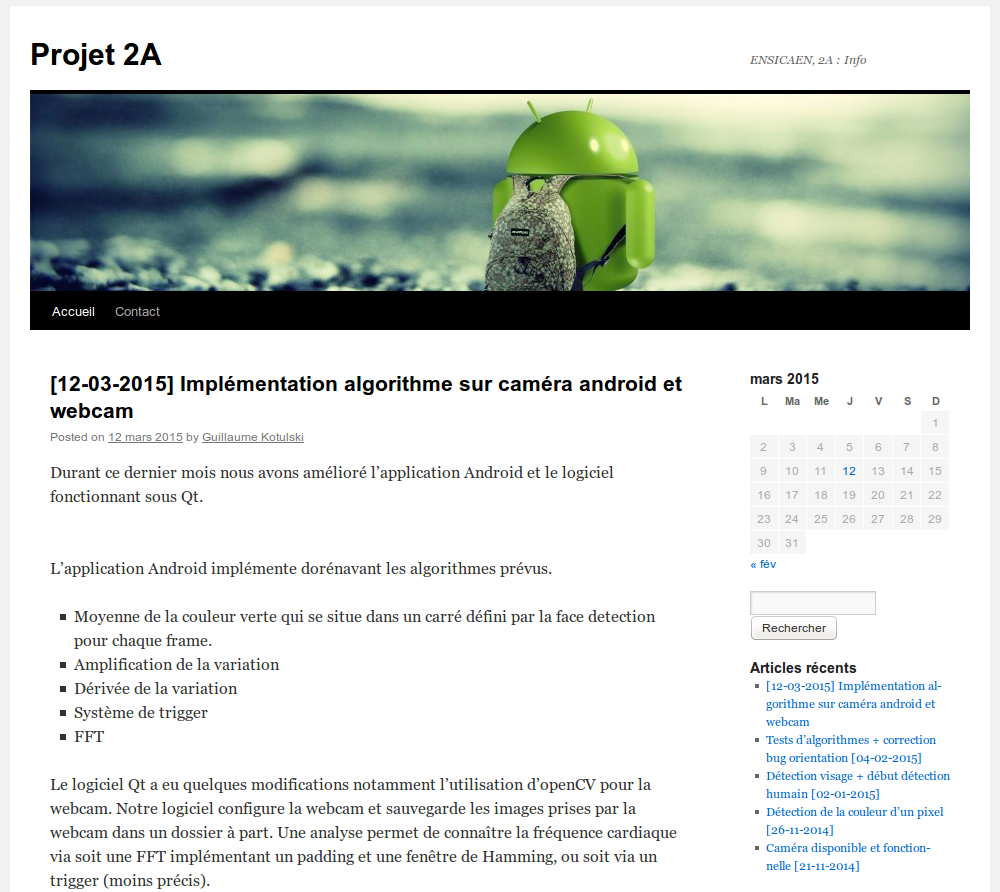 Projet 2A
ENSICAEN, 2A : Info
Accueil Contact
[12-03-2015] Implémentation algorithme sur caméra android et
webcam
Posted on 12 mars 2015 by Guillaume Kotulski
Durant ce dernier mois nous avons amélioré l’application Android et le logiciel
fonctionnant sous Qt.
L’application Android implémente dorénavant les algorithmes prévus.
Moyenne de la couleur verte qui se situe dans un carré défini par la face detection
pour chaque frame.
Amplification de la variation
Dérivée de la variation
Système de trigger
FFT
Le logiciel Qt a eu quelques modifications notamment l’utilisation d’openCV pour la
webcam. Notre logiciel configure la webcam et sauvegarde les images prises par la
webcam dans un dossier à part. Une analyse permet de connaître la fréquence cardiaque
via soit une FFT implémentant un padding et une fenêtre de Hamming, ou soit via un
trigger (moins précis).
mars 2015
L Ma Me J V S D
1
2 3 4 5 6 7 8
9 10 11 12 13 14 15
16 17 18 19 20 21 22
23 24 25 26 27 28 29
30 31
« fév
Rechercher
Articles récents
[12-03-2015] Implémentation al-
gorithme sur caméra android et
webcam
Tests d’algorithmes + correction
bug orientation [04-02-2015]
Détection visage + début détection
humain [02-01-2015]
Détection de la couleur d’un pixel
[26-11-2014]
Caméra disponible et fonction-
nelle [21-11-2014]